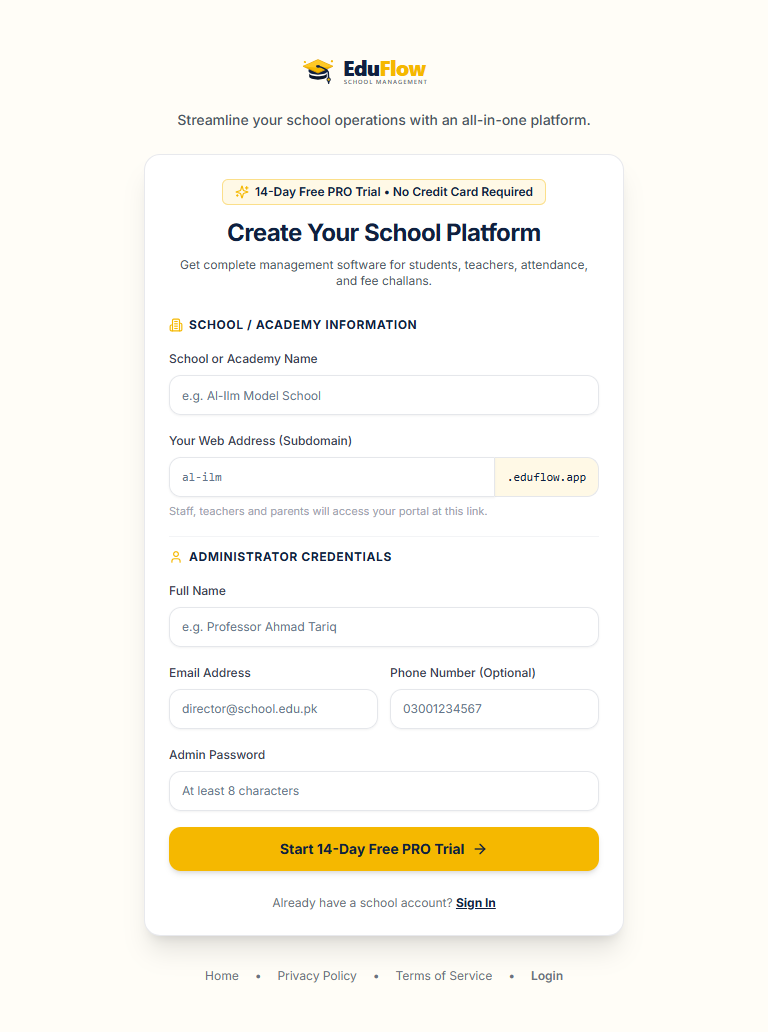 EduFlow
SCHOOL MANAGEMENT
Streamline your school operations with an all-in-one platform.
14-Day Free PRO Trial • No Credit Card Required
Create Your School Platform
Get complete management software for students, teachers, attendance,
and fee challans.
SCHOOL / ACADEMY INFORMATION
School or Academy Name
e.g. Al-Ilm Model School
Your Web Address (Subdomain)
al-ilm .eduflow.app
Staff, teachers and parents will access your portal at this link.
ADMINISTRATOR CREDENTIALS
Full Name
e.g. Professor Ahmad Tariq
Email Address Phone Number (Optional)
director@school.edu.pk 03001234567
Admin Password
At least 8 characters
Start 14-Day Free PRO Trial →
Already have a school account? Sign In
Home • Privacy Policy • Terms of Service • Login